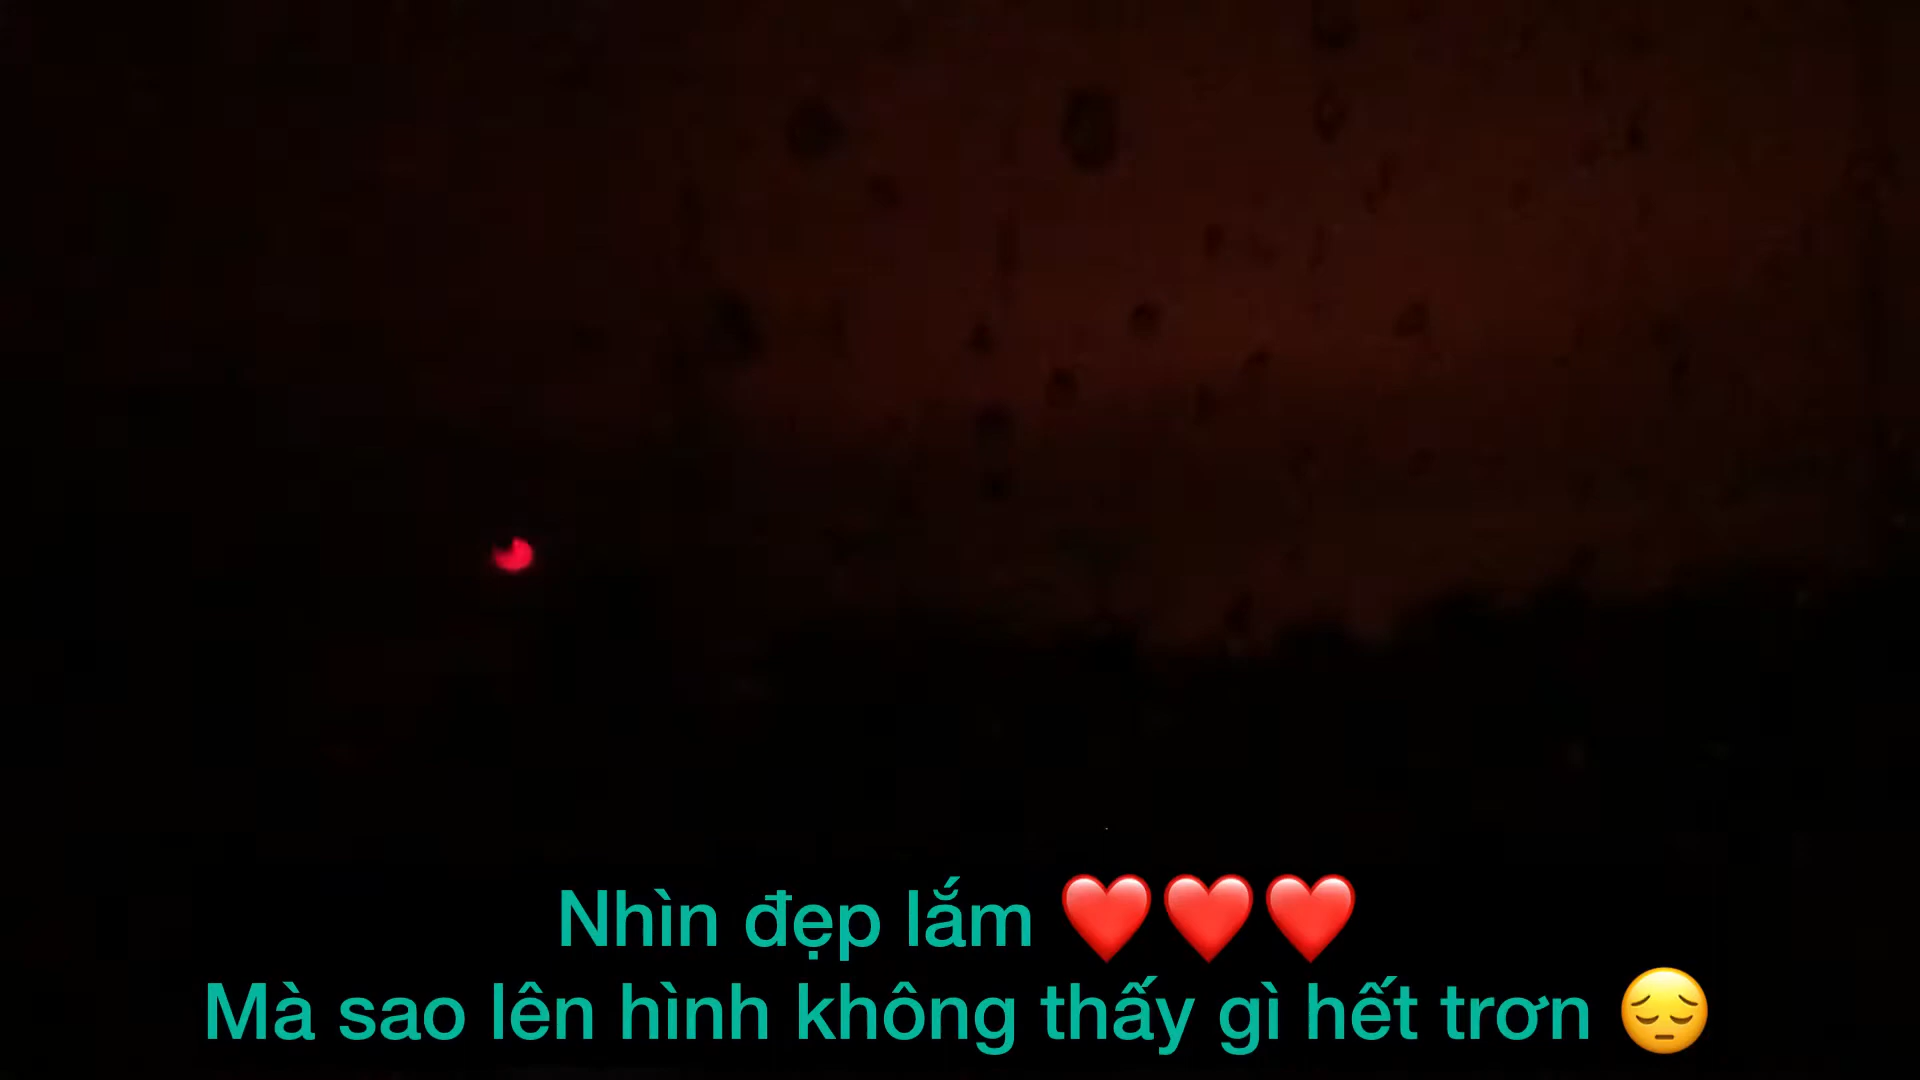 Nhìn đẹp lắm ❤️❤️❤️
Mà sao lên hình không thấy gì hết trơn 😔